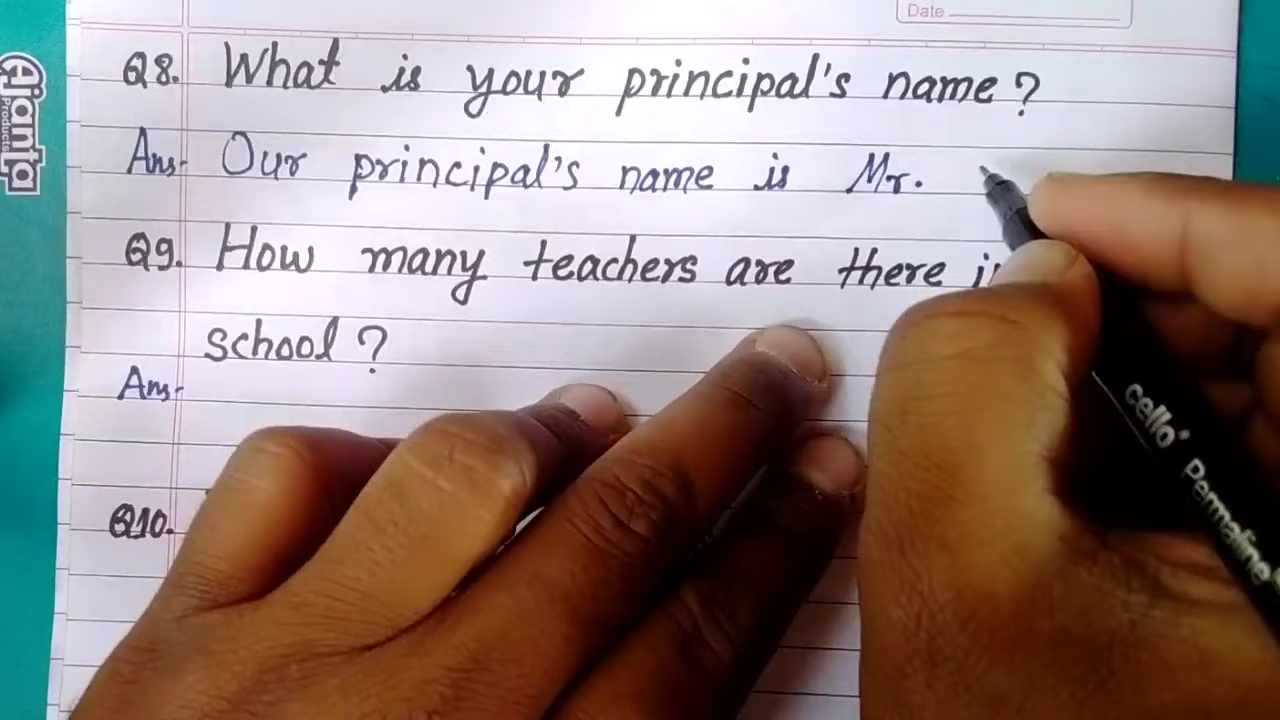 Date
Q8. What is your principal's name?
Ans- Our principal's name is Mr.
Q9. How many teachers are there
school?
Ans-
Q10.
Ajanta
Products
cello Permaline